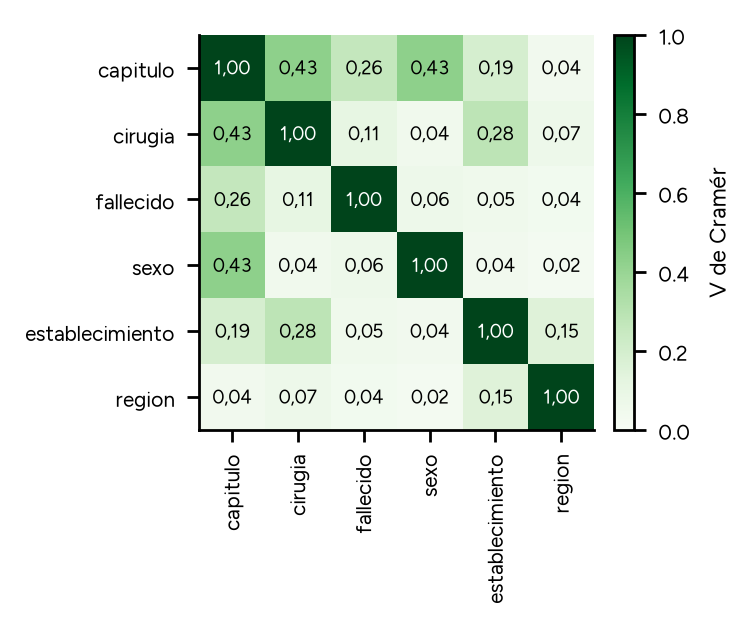 capitulo 1,00 0,43 0,26 0,43 0,19 0,04
cirugia 0,43 1,00 0,11 0,04 0,28 0,07
fallecido 0,26 0,11 1,00 0,06 0,05 0,04
sexo 0,43 0,04 0,06 1,00 0,04 0,02
establecimiento 0,19 0,28 0,05 0,04 1,00 0,15
region 0,04 0,07 0,04 0,02 0,15 1,00
capitulo
cirugia
fallecido
sexo
establecimiento
region
1.0
0.8
0.6
0.4
0.2
0.0
V de Cramér